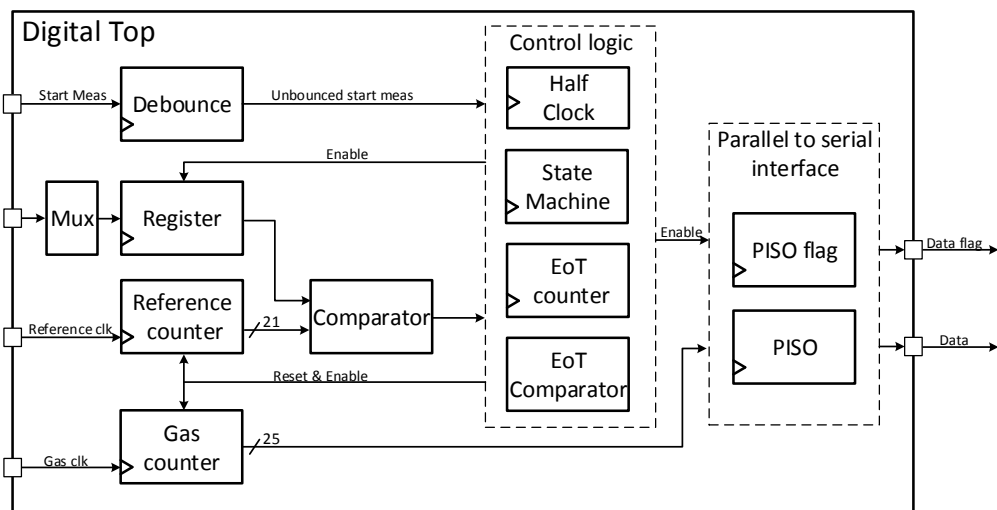 Digital Top
Control logic
Start Meas
Debounce
Unbounced start meas
Half
Clock
Enable
State
Machine
Mux
Register
Parallel to serial
interface
Enable
PISO flag
Data flag
Reference
counter
Reference clk
21
Comparator
EoT
counter
PISO
Data
Reset & Enable
EoT
Comparator
Gas
counter
Gas clk
25